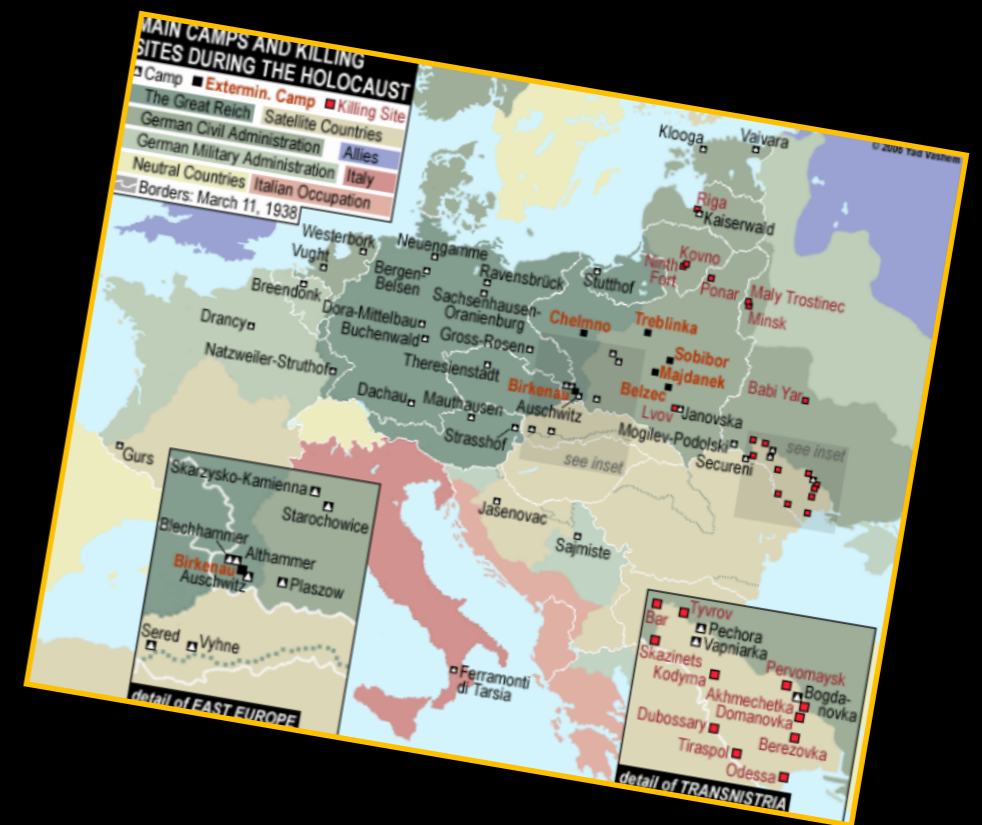 MAIN CAMPS AND KILLING
SITES DURING THE HOLOCAUST
Camp Extermin. Camp Killing Site
The Great Reich Satellite Countries
German Civil Administration Allies
German Military Administration Italy
Neutral Countries Italian Occupation
Borders: March 11, 1938
© 2006 Yad Vashem
Klooga
Vaivara
Riga
Kaiserwald
Kovno
Ninth
Fort
Ponar
Maly Trostinec
Minsk
Westerbork
Vught
Breendonk
Neuengamme
Bergen-
Belsen
Ravensbrück
Sachsenhausen-
Oranienburg
Stutthof
Drancy
Dora-Mittelbau
Buchenwald
Gross-Rosen
Chelmno
Treblinka
Sobibor
Majdanek
Belzec
Natzweiler-Struthof
Theresienstadt
Birkenau
Auschwitz
Dachau
Mauthausen
Strasshof
Lvov
Janovska
Babi Yar
Mogilev-Podolski
Secureni
see inset
see inset
Gurs
Jasenovac
Sajmiste
Ferramonti
di Tarsia
Skarzysko-Kamienna
Starochowice
Blechhammer
Althammer
Birkenau
Auschwitz
Plaszow
Sered
Vyhne
detail of EAST EUROPE
Tyvrov
Bar
Pechora
Vapniarka
Skazinets
Kodyma
Pervomaysk
Akhmechetka
Bogda-
novka
Domanovka
Dubossary
Berezovka
Tiraspol
Odessa
detail of TRANSNISTRIA